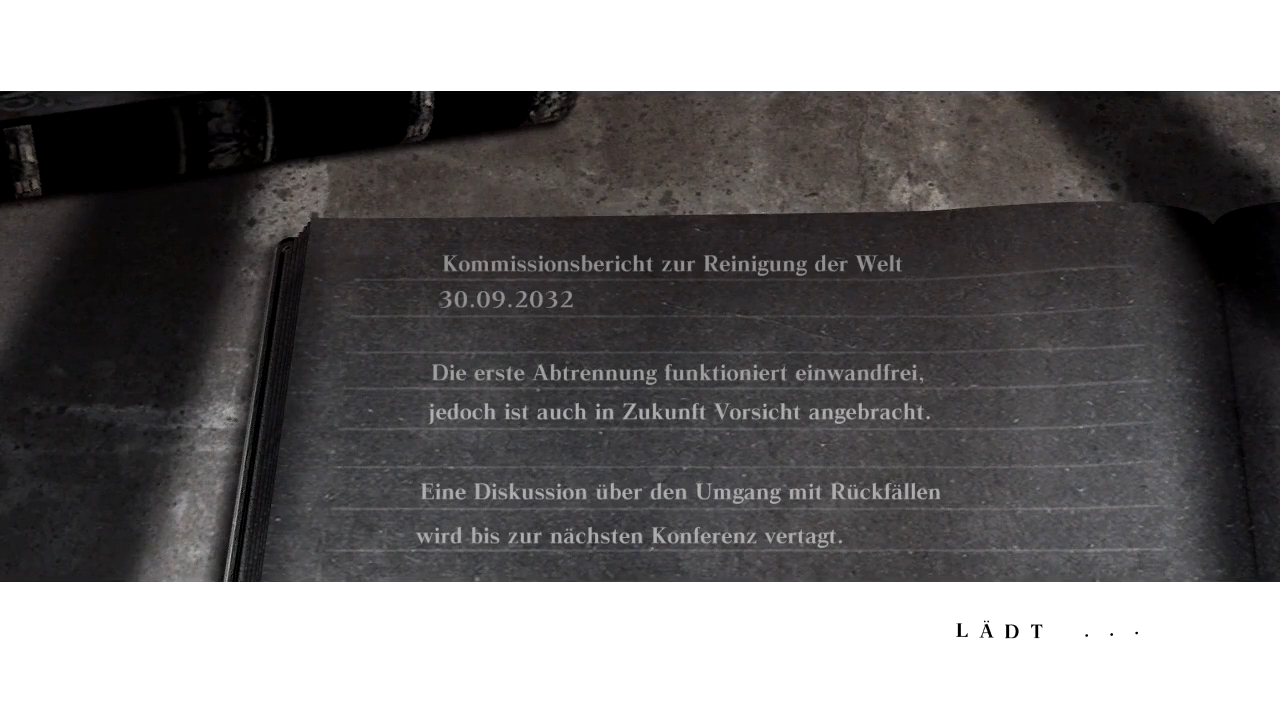 Kommissionsbericht zur Reinigung der Welt
30.09.2032
Die erste Abtrennung funktioniert einwandfrei,
jedoch ist auch in Zukunft Vorsicht angebracht.
Eine Diskussion über den Umgang mit Rückfällen
wird bis zur nächsten Konferenz vertagt.
LÄDT ...